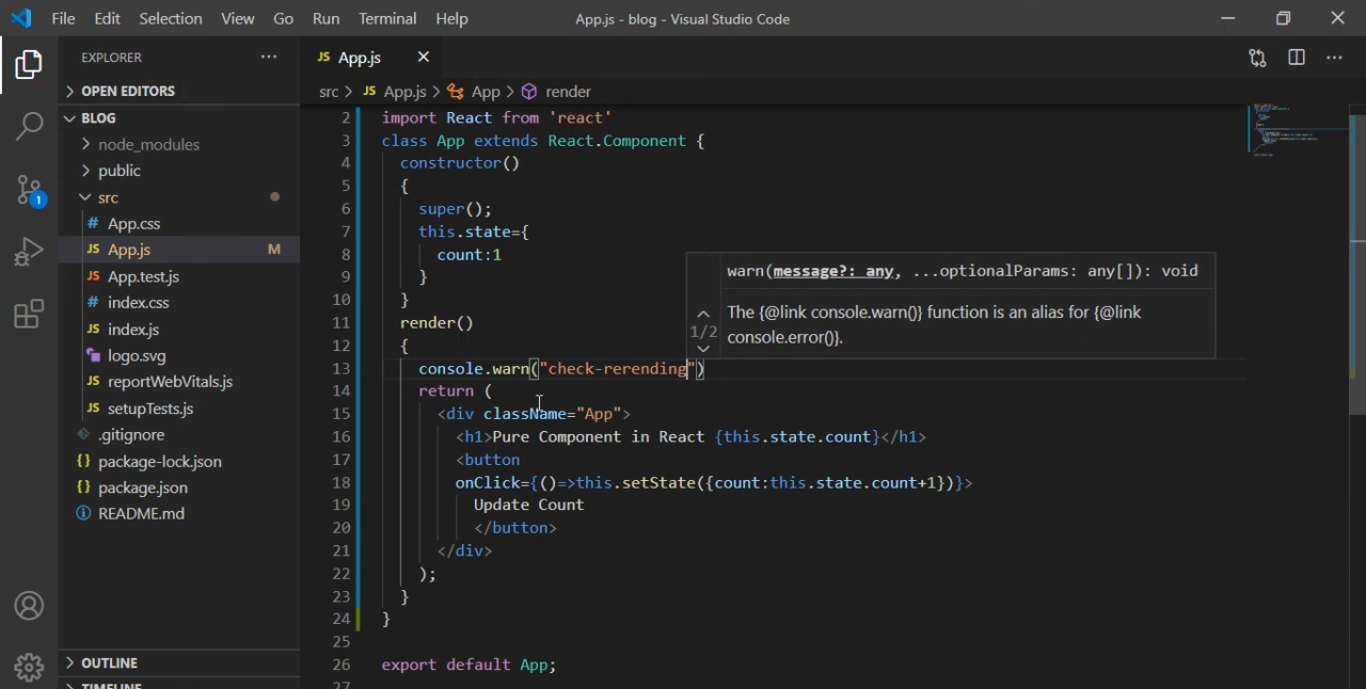 File Edit Selection View Go Run Terminal Help App.js - blog - Visual Studio Code
EXPLORER ...
JS App.js
OPEN EDITORS
src > JS App.js > App > render
BLOG
node_modules
public
src
# App.css
JS App.js M
JS App.test.js
# index.css
JS index.js
logo.svg
JS reportWebVitals.js
JS setupTests.js
.gitignore
{} package-lock.json
{} package.json
README.md
OUTLINE
TIMELINE
1
2 import React from 'react'
3 class App extends React.Component {
4 constructor()
5 {
6 super();
7 this.state={
8 count:1
9 }
10 }
11 render()
12 {
13 console.warn("check-rerending")
14 return (
15 <div className="App">
16 <h1>Pure Component in React {this.state.count}</h1>
17 <button
18 onClick={()=>this.setState({count:this.state.count+1})}>
19 Update Count
20 </button>
21 </div>
22 );
23 }
24 }
25
26 export default App;
27
warn(message?: any, ...optionalParams: any[]): void
1/2
The {@link console.warn()} function is an alias for {@link
console.error()}.